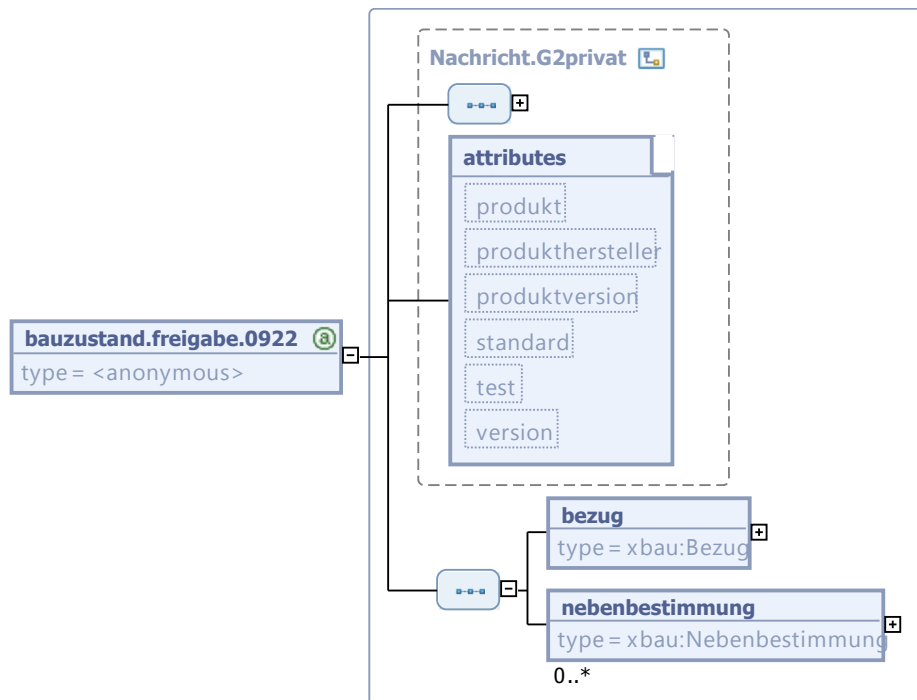 Nachricht.G2privat
attributes
produkt
produkthersteller
produktversion
bauzustand.freigabe.0922 a
standard
type = <anonymous>
test
version
bezug
type = xbau:Bezug
nebenbestimmung
type = xbau:Nebenbestimmung
0..*